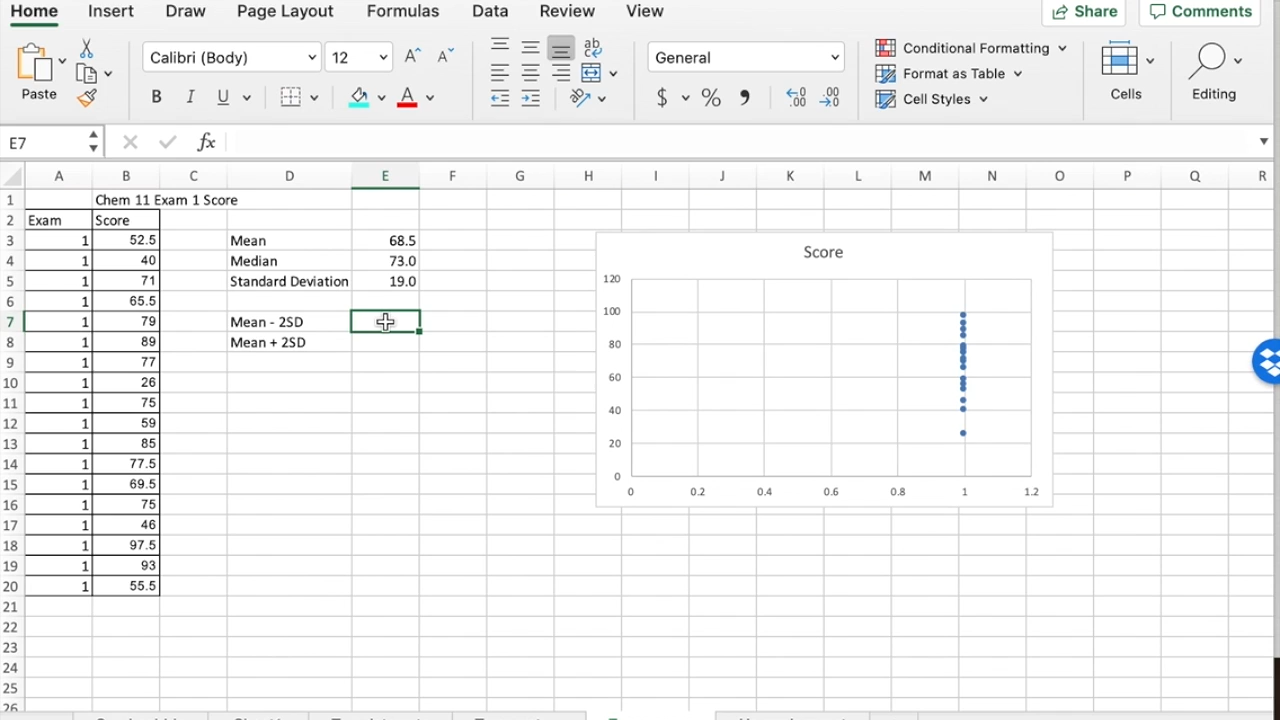 Home Insert Draw Page Layout Formulas Data Review View Share Comments
Calibri (Body) 12 A A ab General Conditional Formatting
Paste Format as Table Cells Editing
B I U A $ % , .00 Cell Styles
E7 fx
A B C D E F G H I J K L M N O P Q R
1 Chem 11 Exam 1 Score
2 Exam Score
3 1 52.5 Mean 68.5
4 1 40 Median 73.0
5 1 71 Standard Deviation 19.0
6 1 65.5
7 1 79 Mean - 2SD
8 1 89 Mean + 2SD
9 1 77
10 1 26
11 1 75
12 1 59
13 1 85
14 1 77.5
15 1 69.5
16 1 75
17 1 46
18 1 97.5
19 1 93
20 1 55.5
21
22
23
24
25
26
Score
120
100
80
60
40
20
0
0 0.2 0.4 0.6 0.8 1 1.2